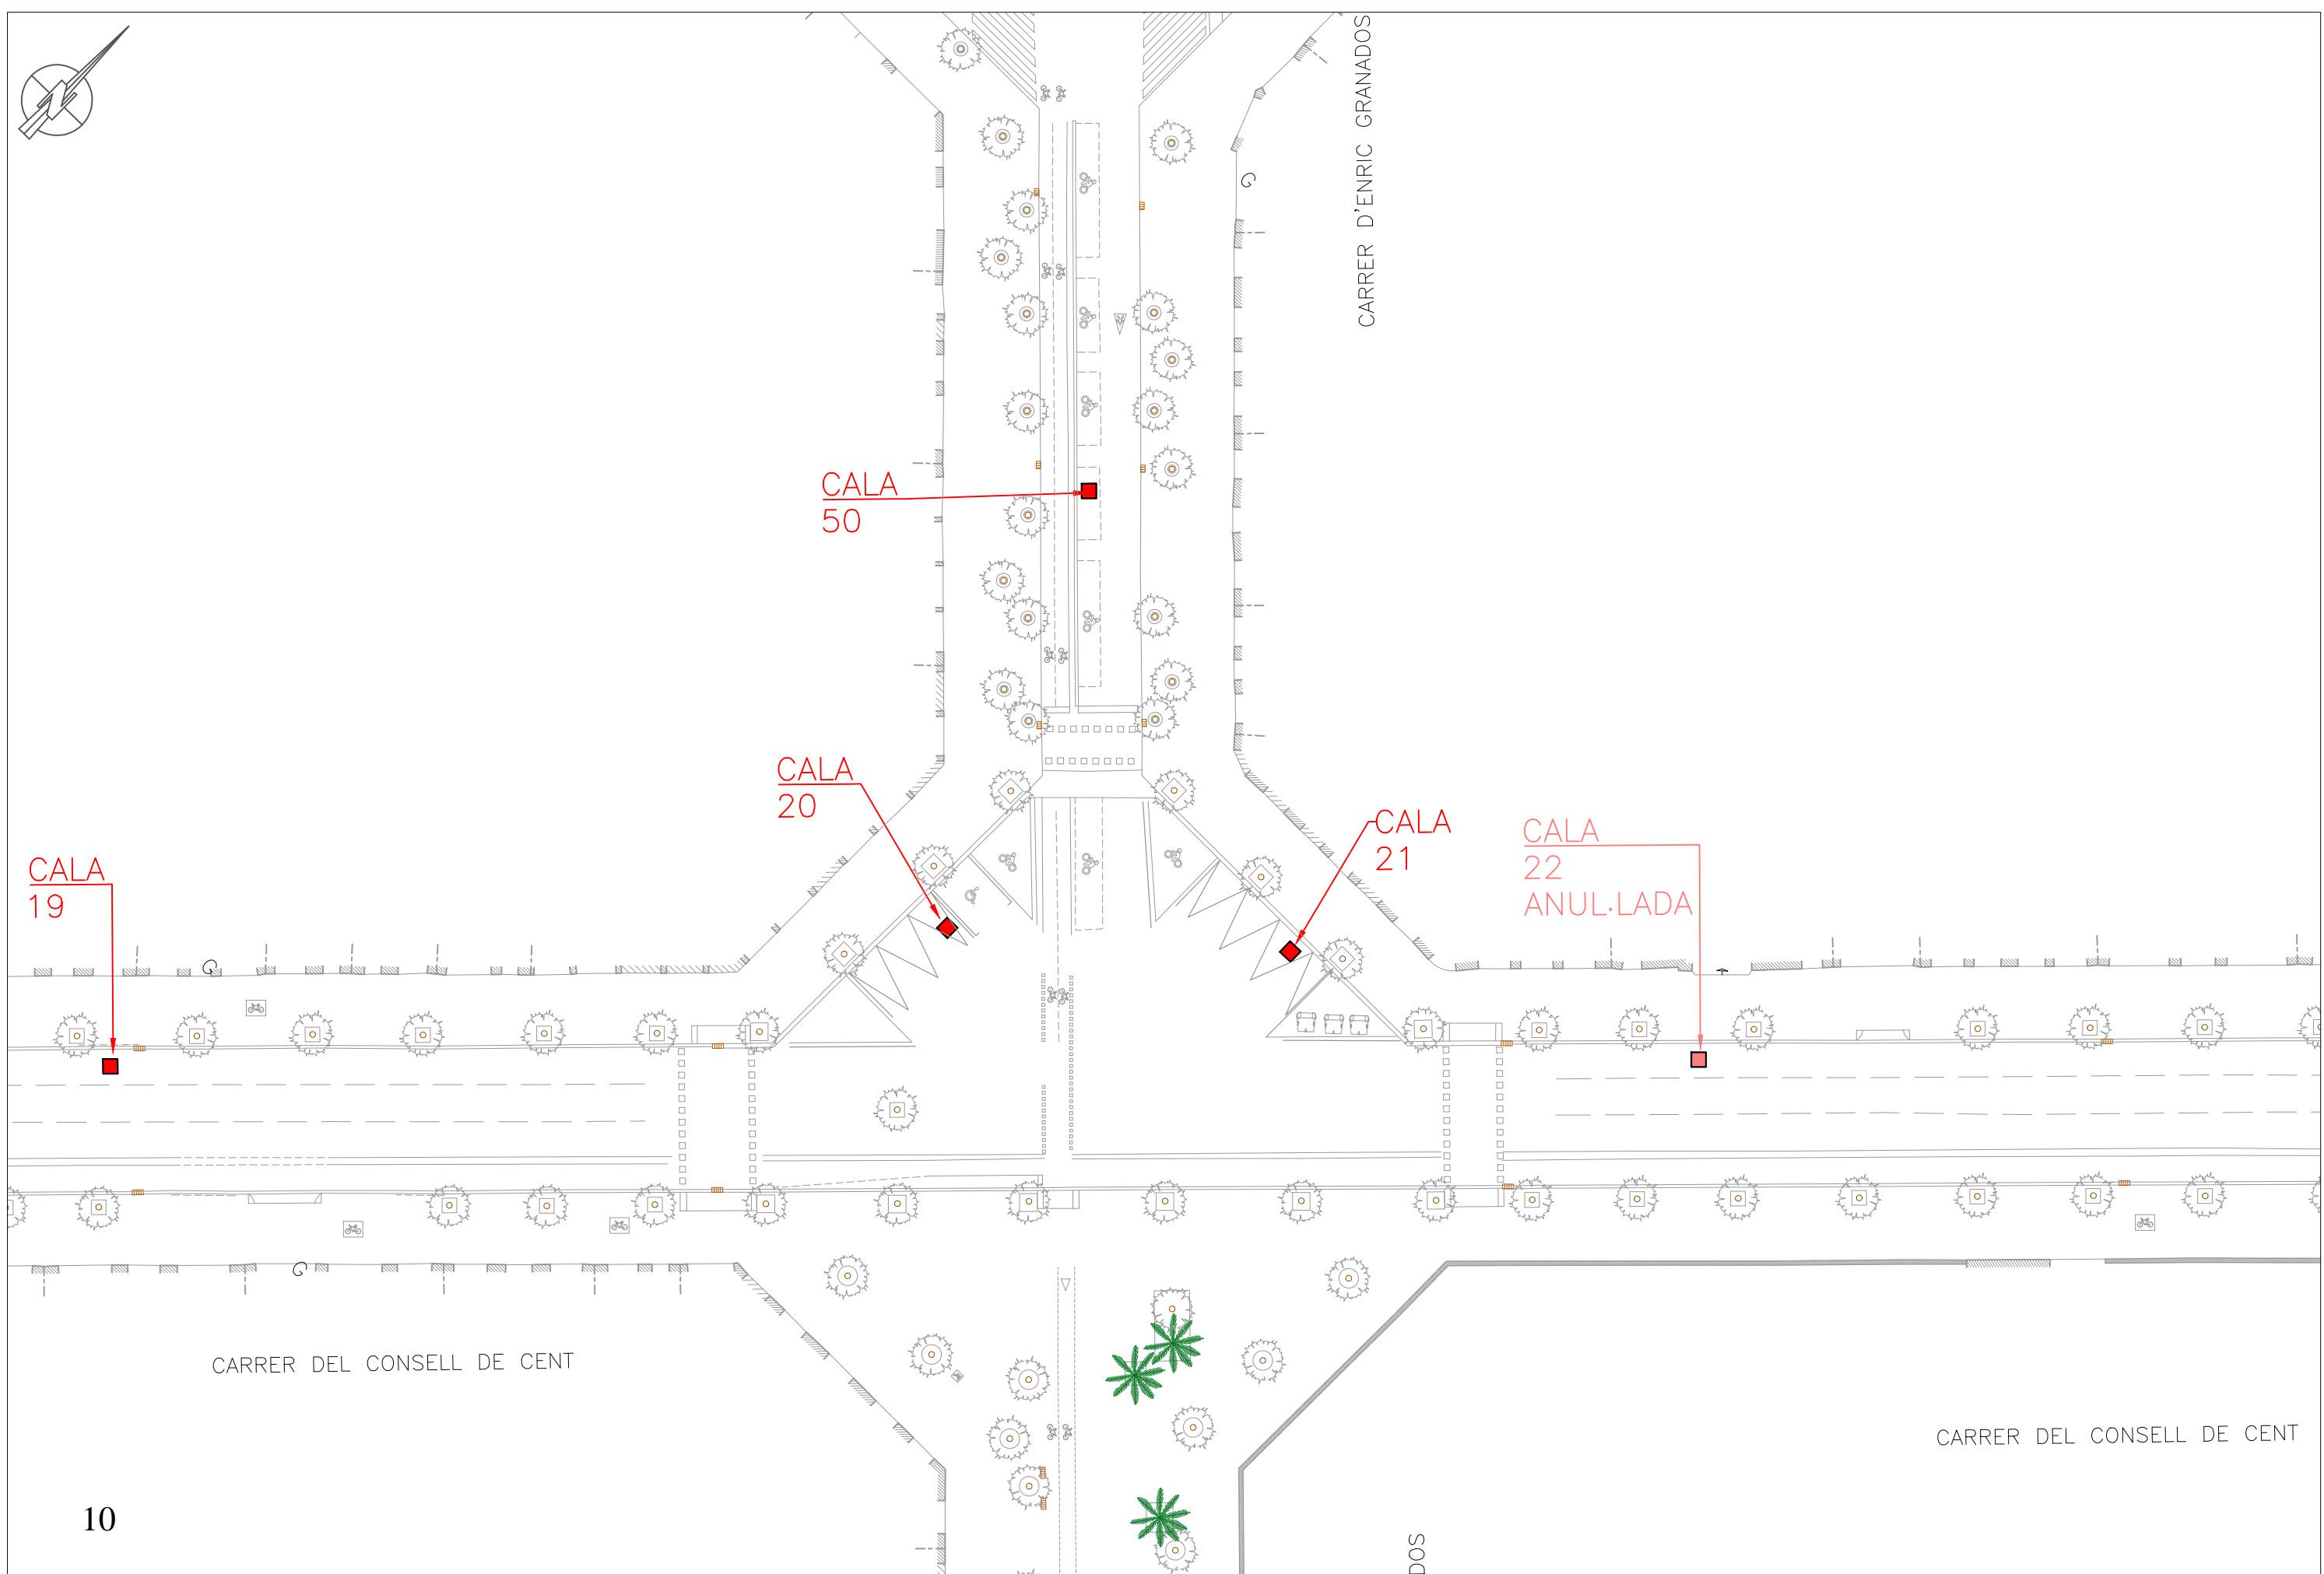 CARRER D'ENRIC GRANADOS
CALA
50
CALA
20
CALA
21
CALA
22
ANUL·LADA
CALA
19
CARRER DEL CONSELL DE CENT
CARRER DEL CONSELL DE CENT
10
DOS